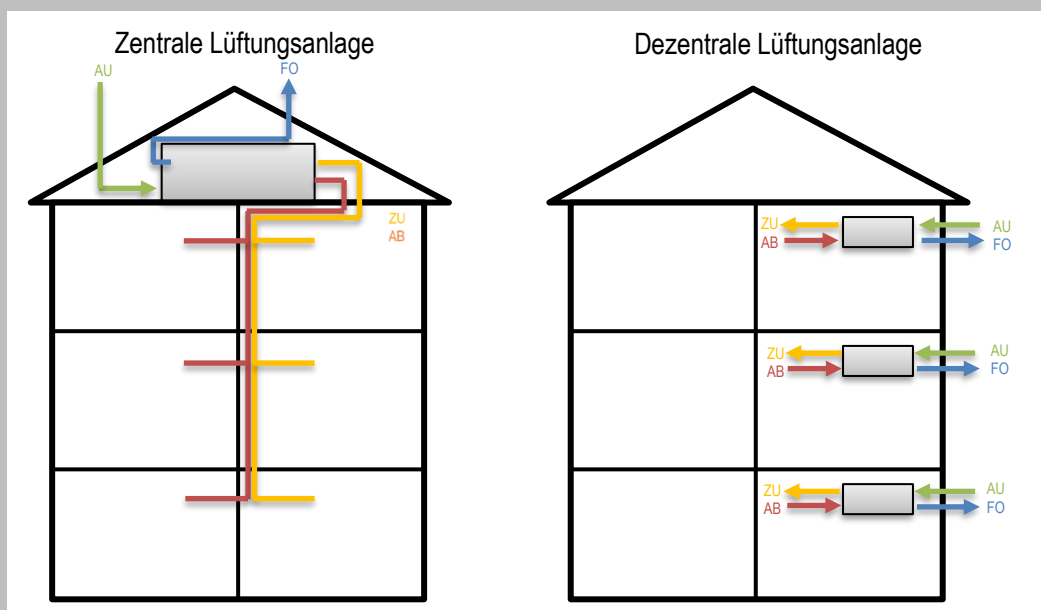 Zentrale Lüftungsanlage
AU
FO
ZU
AB
Dezentrale Lüftungsanlage
ZU
AU
AB
FO
ZU
AU
AB
FO
ZU
AU
AB
FO